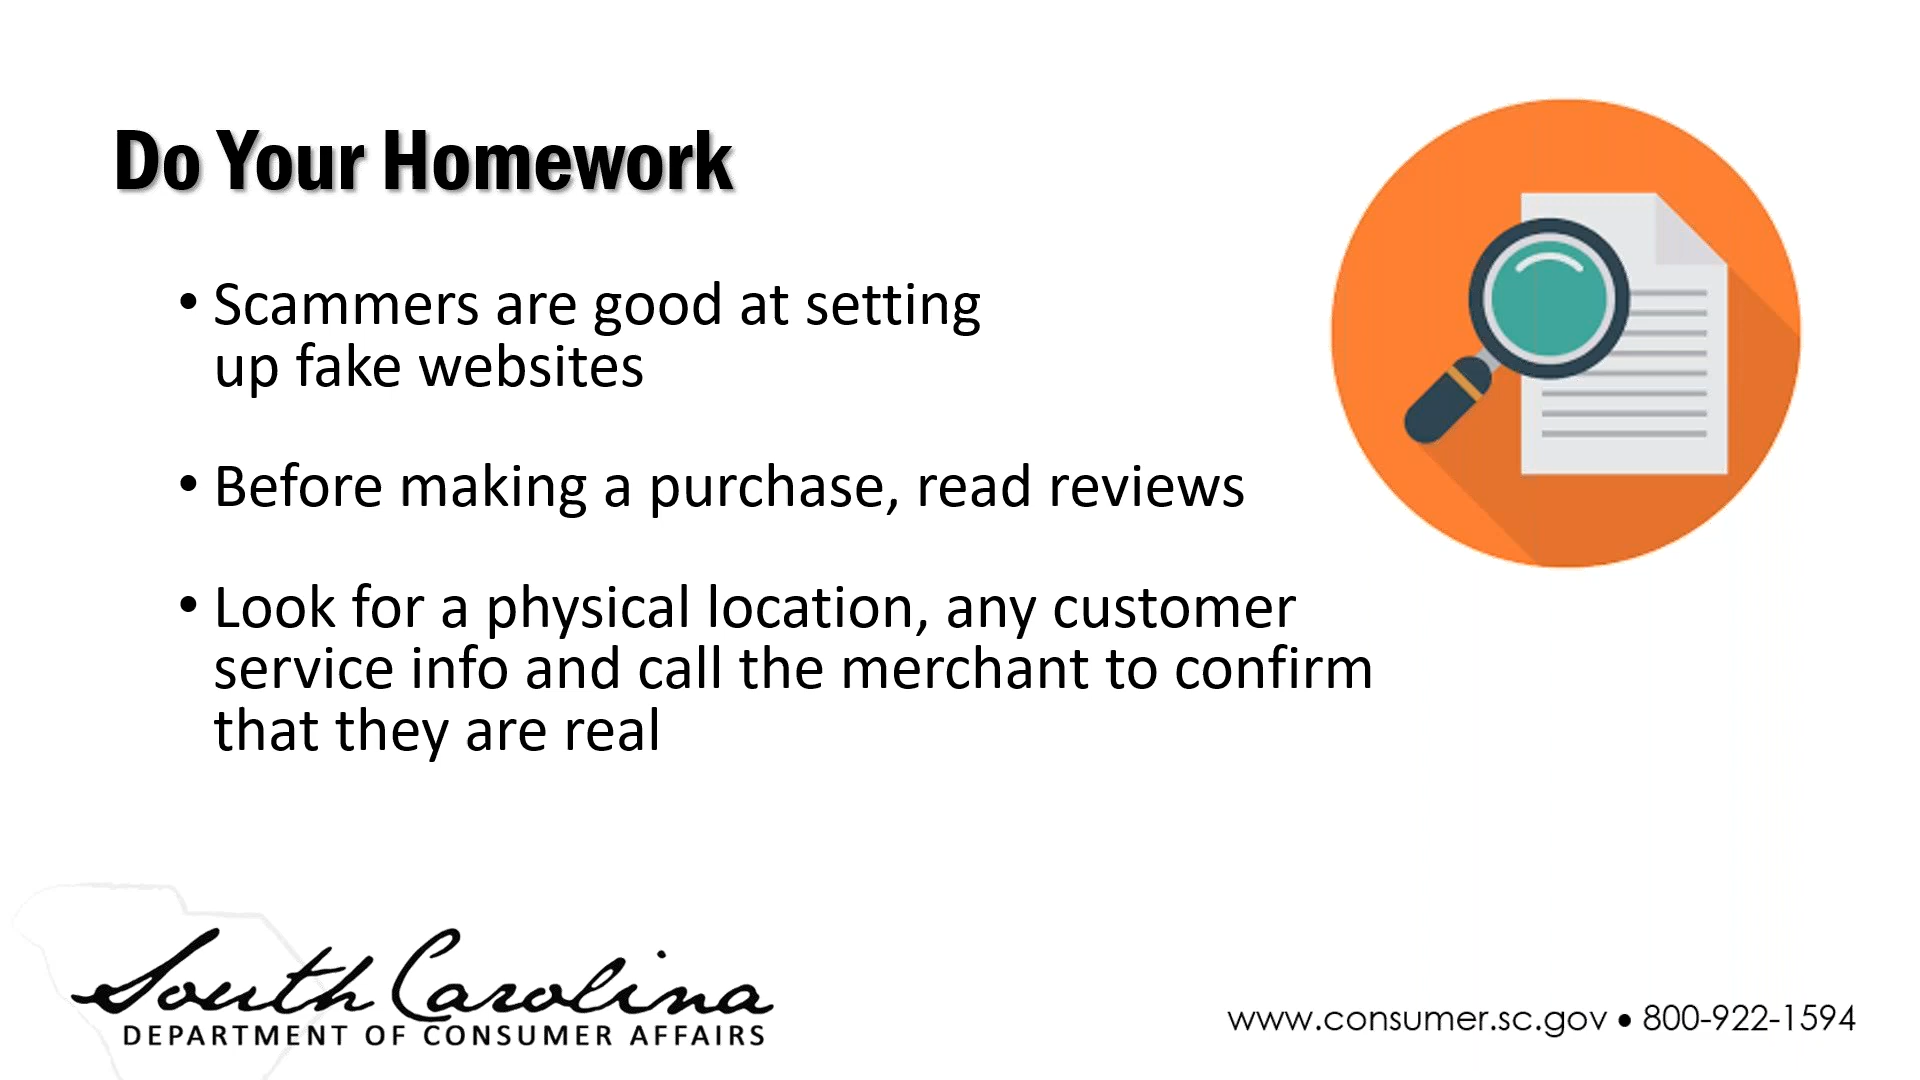 Do Your Homework
• Scammers are good at setting
up fake websites
• Before making a purchase, read reviews
• Look for a physical location, any customer
service info and call the merchant to confirm
that they are real
South Carolina
DEPARTMENT OF CONSUMER AFFAIRS
www.consumer.sc.gov • 800-922-1594